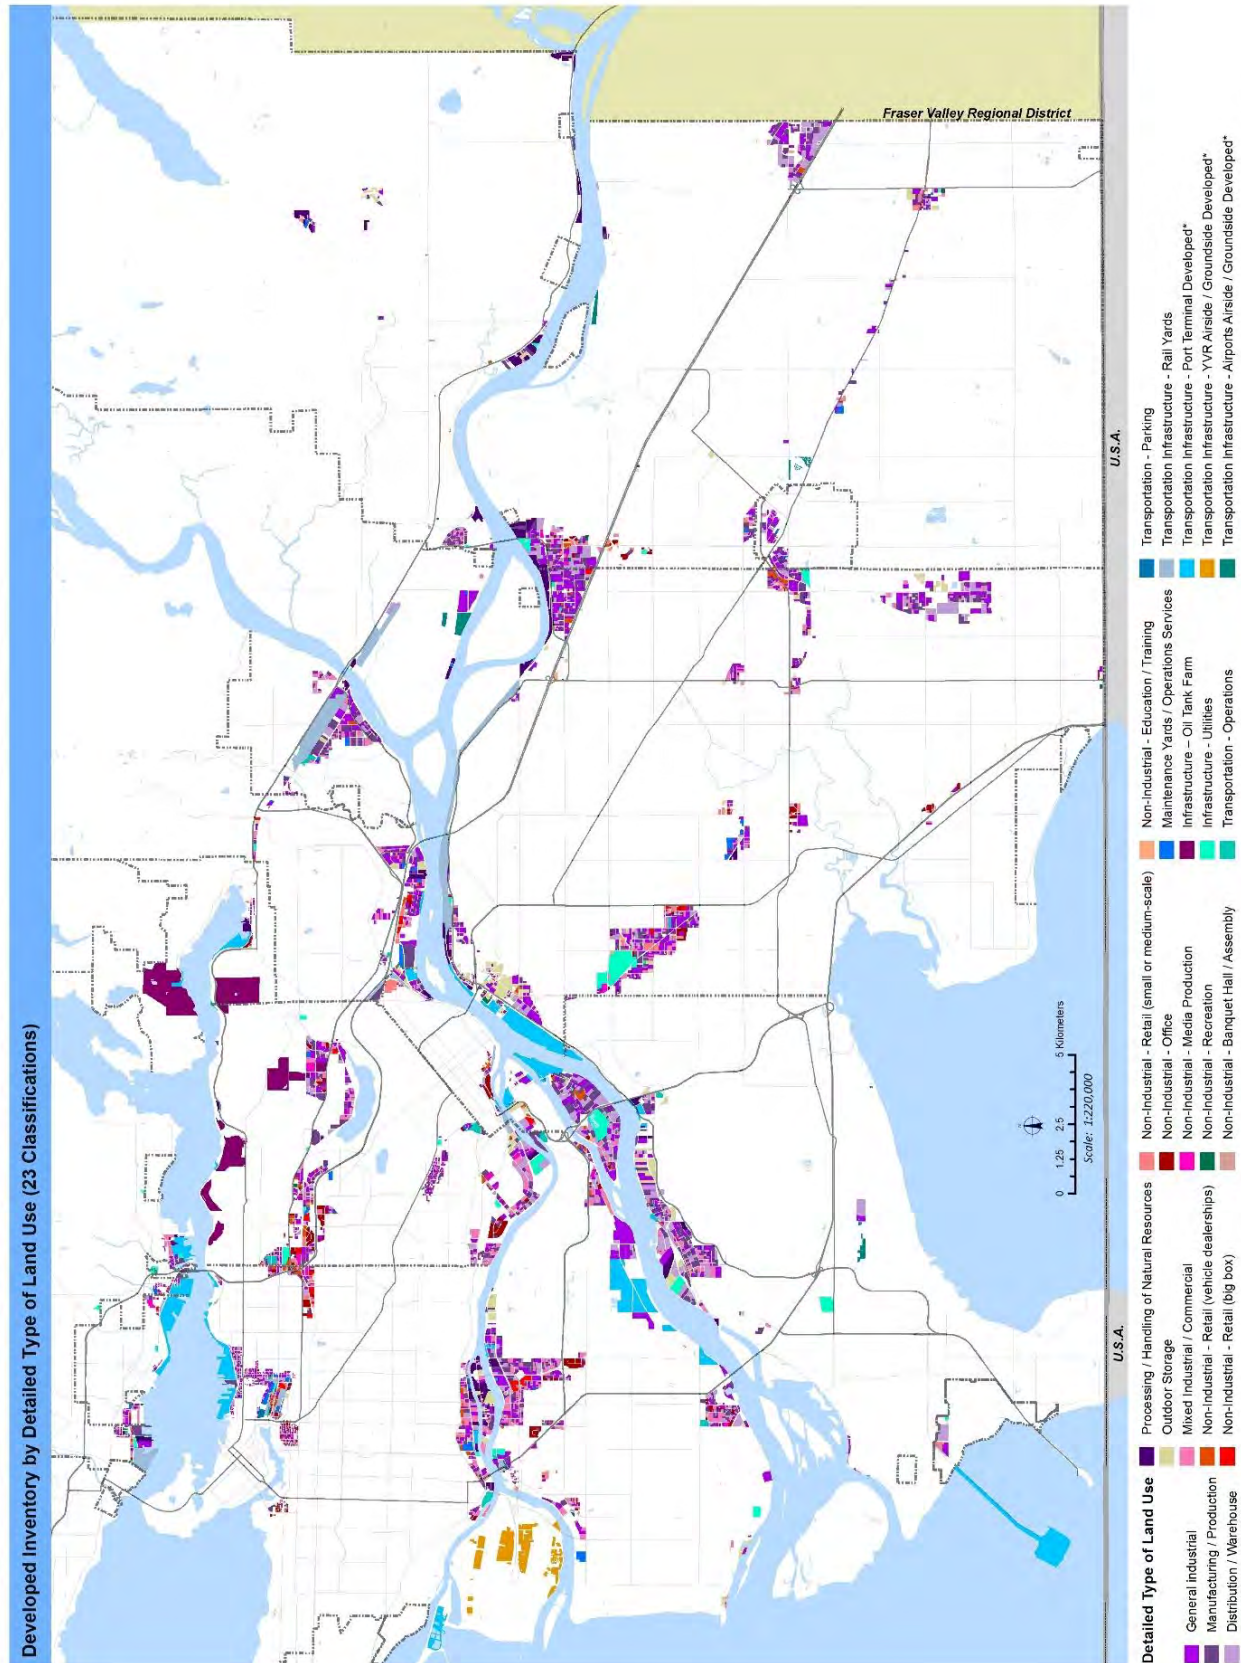 Developed Inventory by Detailed Type of Land Use (23 Classifications)
Fraser Valley Regional District
0 1.25 2.5 5 Kilometers
Scale: 1:220,000
U.S.A.
U.S.A.
Detailed Type of Land Use
General Industrial
Manufacturing / Production
Distribution / Warehouse
Processing / Handling of Natural Resources
Outdoor Storage
Mixed Industrial / Commercial
Non-Industrial - Retail (vehicle dealerships)
Non-Industrial - Retail (big box)
Non-Industrial - Retail (small or medium-scale)
Non-Industrial - Office
Non-Industrial - Media Production
Non-Industrial - Recreation
Non-Industrial - Banquet Hall / Assembly
Non-Industrial - Education / Training
Maintenance Yards / Operations Services
Infrastructure – Oil Tank Farm
Infrastructure - Utilities
Transportation - Operations
Transportation - Parking
Transportation Infrastructure - Rail Yards
Transportation Infrastructure - Port Terminal Developed*
Transportation Infrastructure - YVR Airside / Groundside Developed*
Transportation Infrastructure - Airports Airside / Groundside Developed*